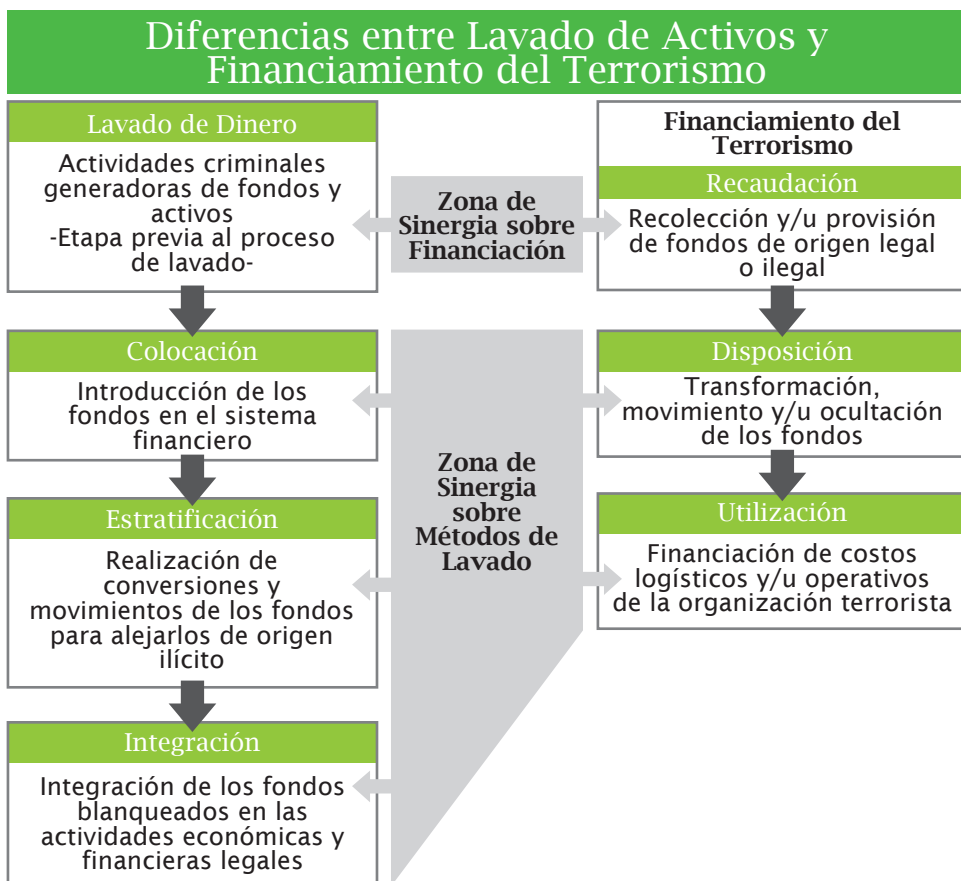 Diferencias entre Lavado de Activos y
Financiamiento del Terrorismo
Lavado de Dinero
Actividades criminales
generadoras de fondos y
activos
-Etapa previa al proceso
de lavado-
Zona de
Sinergia sobre
Financiación
Financiamiento del
Terrorismo
Recaudación
Recolección y/u provisión
de fondos de origen legal
o ilegal
Colocación
Introducción de los
fondos en el sistema
financiero
Estratificación
Realización de
conversiones y
movimientos de los fondos
para alejarlos de origen
ilícito
Integración
Integración de los fondos
blanqueados en las
actividades económicas y
financieras legales
Zona de
Sinergia
sobre
Métodos de
Lavado
Disposición
Transformación,
movimiento y/u ocultación
de los fondos
Utilización
Financiación de costos
logísticos y/u operativos
de la organización terrorista